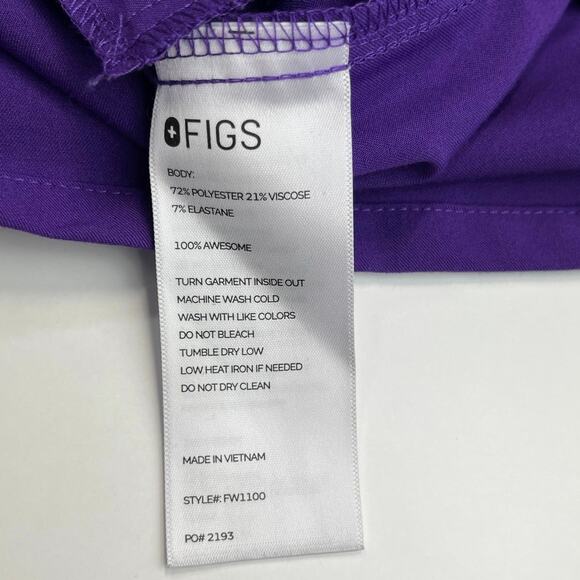 FIGS
BODY:
72% POLYESTER 21% VISCOSE
7% ELASTANE
100% AWESOME
TURN GARMENT INSIDE OUT
MACHINE WASH COLD
WASH WITH LIKE COLORS
DO NOT BLEACH
TUMBLE DRY LOW
LOW HEAT IRON IF NEEDED
DO NOT DRY CLEAN
MADE IN VIETNAM
STYLE#: FW1100
PO# 2193